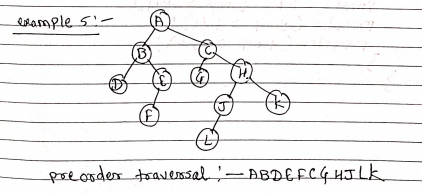 example 5:-
A
B C
D E G H
F J K
L
preorder traversal :- ABDEFCGHJLK